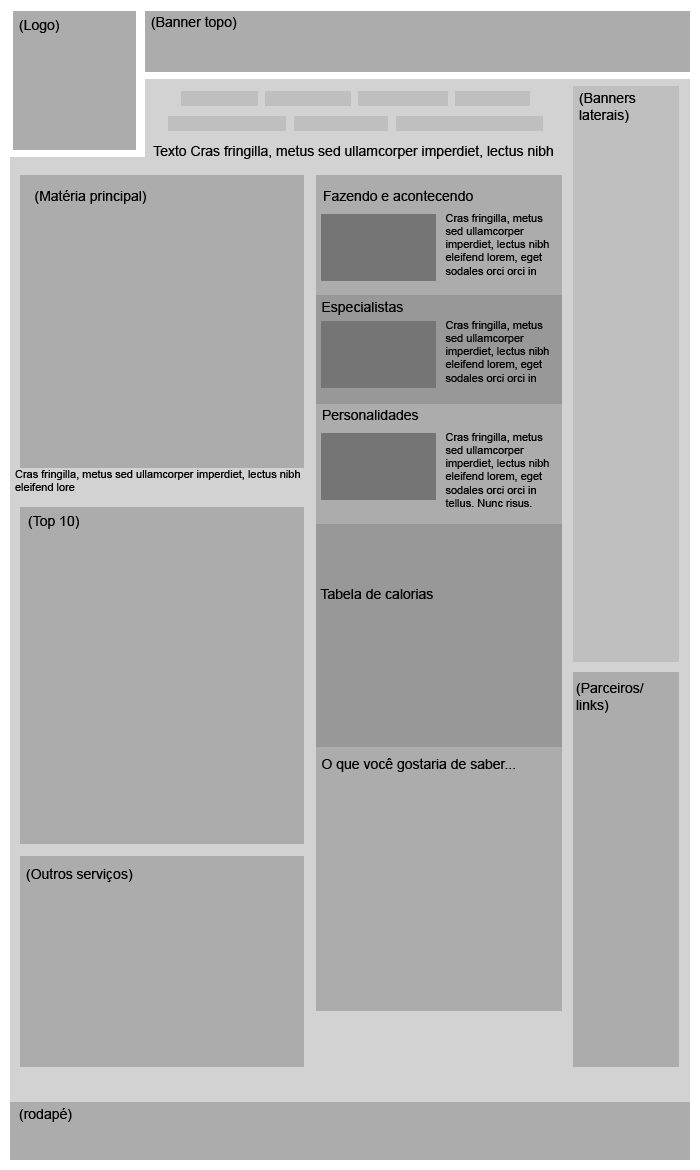 (Logo)
(Banner topo)
(Banners
laterais)
Texto Cras fringilla, metus sed ullamcorper imperdiet, lectus nibh
(Matéria principal)
Cras fringilla, metus sed ullamcorper imperdiet, lectus nibh
eleifend lore
(Top 10)
(Outros serviços)
Fazendo e acontecendo
Cras fringilla, metus
sed ullamcorper
imperdiet, lectus nibh
eleifend lorem, eget
sodales orci orci in
Especialistas
Cras fringilla, metus
sed ullamcorper
imperdiet, lectus nibh
eleifend lorem, eget
sodales orci orci in
Personalidades
Cras fringilla, metus
sed ullamcorper
imperdiet, lectus nibh
eleifend lorem, eget
sodales orci orci in
tellus. Nunc risus.
Tabela de calorias
O que você gostaria de saber...
(Parceiros/
links)
(rodapé)